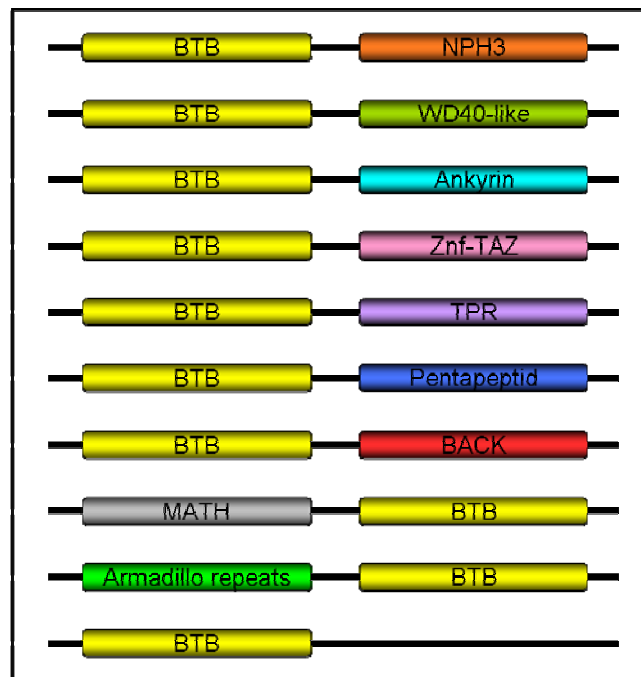 BTB NPH3
BTB WD40-like
BTB Ankyrin
BTB Znf-TAZ
BTB TPR
BTB Pentapeptid
BTB BACK
MATH BTB
Armadillo repeats BTB
BTB